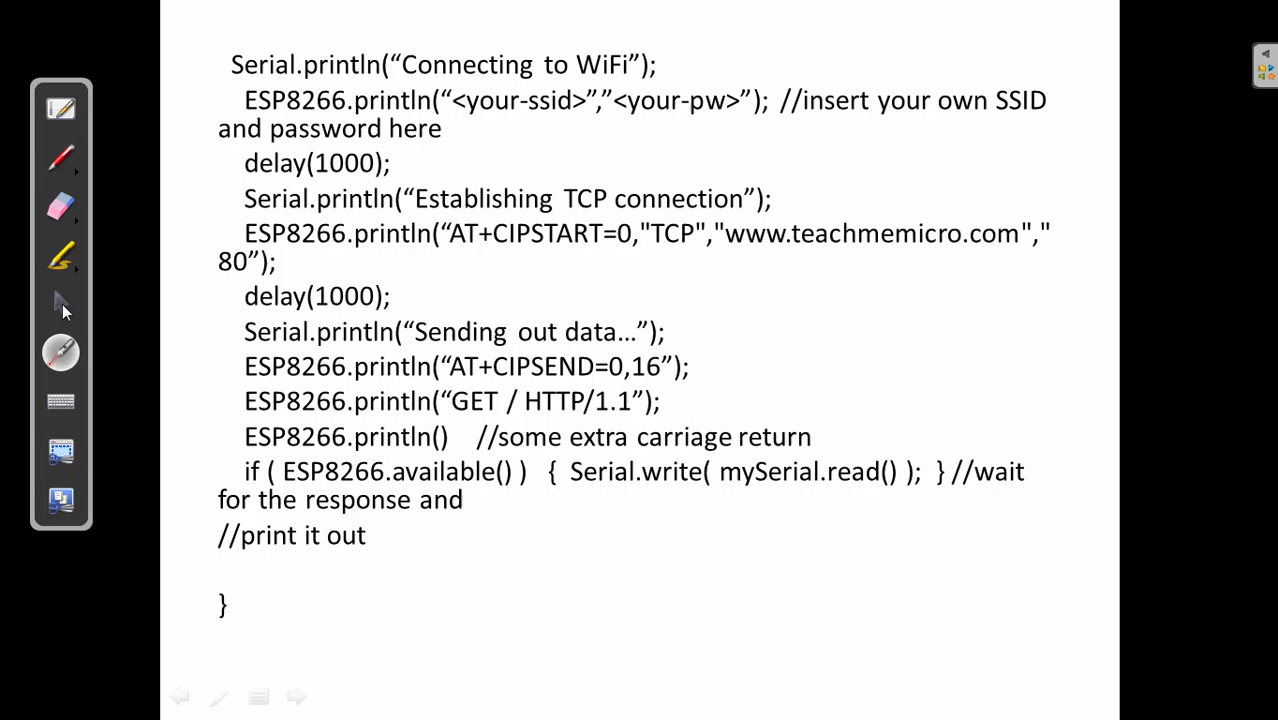 Serial.println(“Connecting to WiFi”);
ESP8266.println(“<your-ssid>”,”<your-pw>”); //insert your own SSID
and password here
delay(1000);
Serial.println(“Establishing TCP connection”);
ESP8266.println(“AT+CIPSTART=0,"TCP","www.teachmemicro.com","
80”);
delay(1000);
Serial.println(“Sending out data…”);
ESP8266.println(“AT+CIPSEND=0,16”);
ESP8266.println(“GET / HTTP/1.1”);
ESP8266.println() //some extra carriage return
if ( ESP8266.available() ) { Serial.write( mySerial.read() ); } //wait
for the response and
//print it out
}